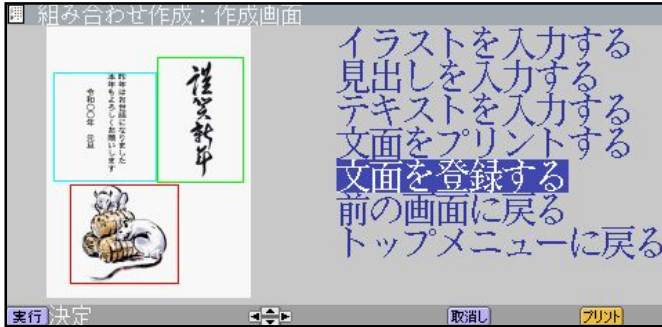 組み合わせ作成：作成画面
謹賀新年
昨年はお世話になりました
本年もよろしくお願いします
令和〇〇年 元旦
イラストを入力する
見出しを入力する
テキストを入力する
文面をプリントする
文面を登録する
前の画面に戻る
トップメニューに戻る
実行 決定
取消し
プリント